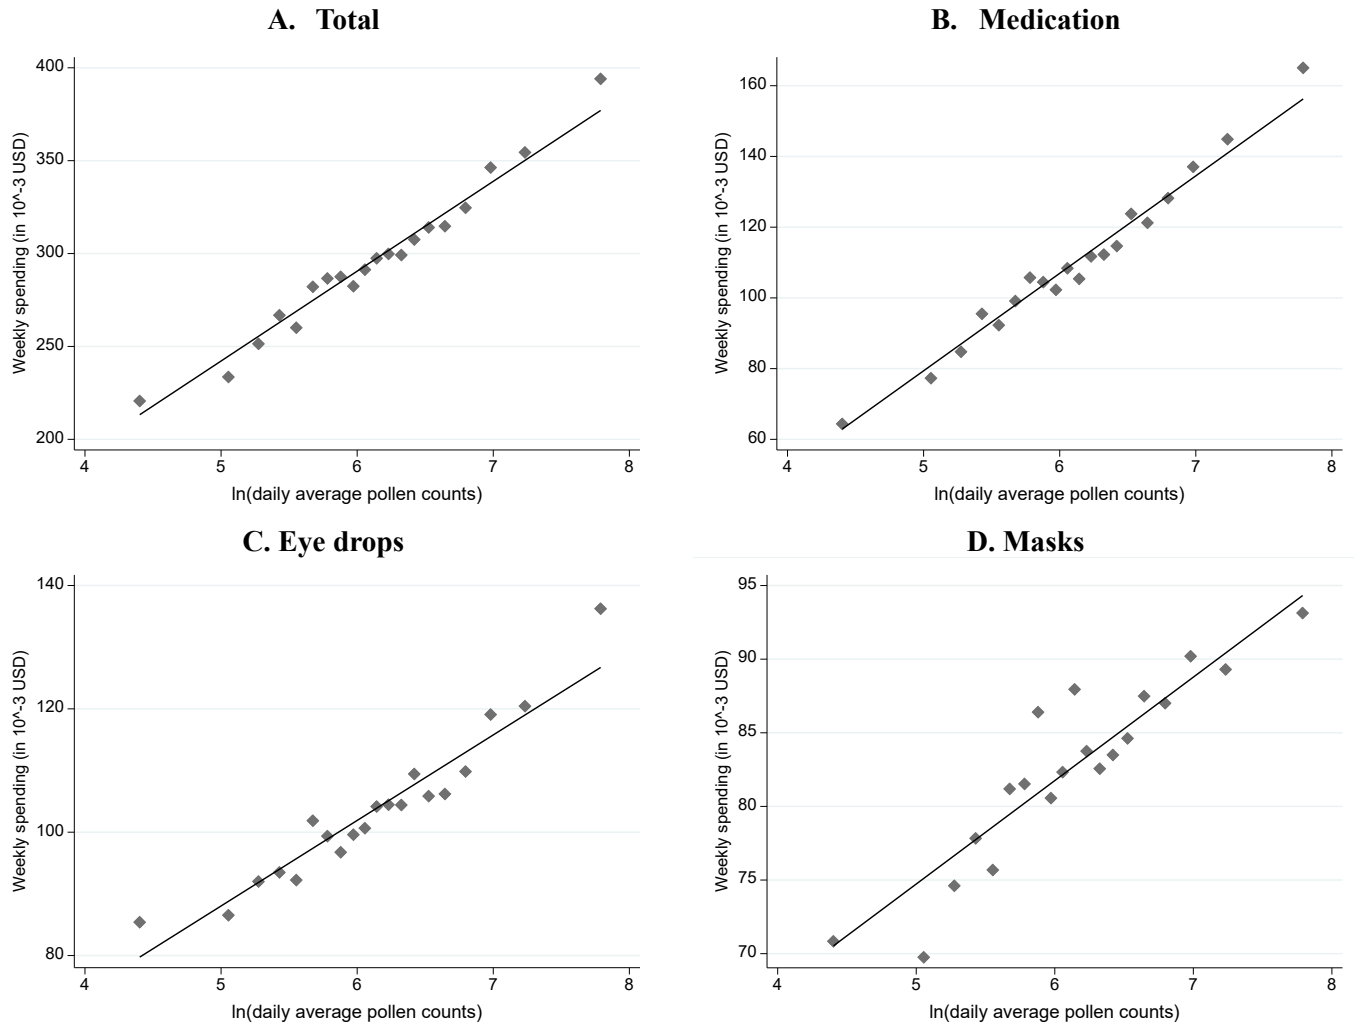 A. Total
Weekly spending (in 10^-3 USD)
400
350
300
250
200
4 5 6 7 8
ln(daily average pollen counts)
B. Medication
Weekly spending (in 10^-3 USD)
160
140
120
100
80
60
4 5 6 7 8
ln(daily average pollen counts)
C. Eye drops
Weekly spending (in 10^-3 USD)
140
120
100
80
4 5 6 7 8
ln(daily average pollen counts)
D. Masks
Weekly spending (in 10^-3 USD)
95
90
85
80
75
70
4 5 6 7 8
ln(daily average pollen counts)